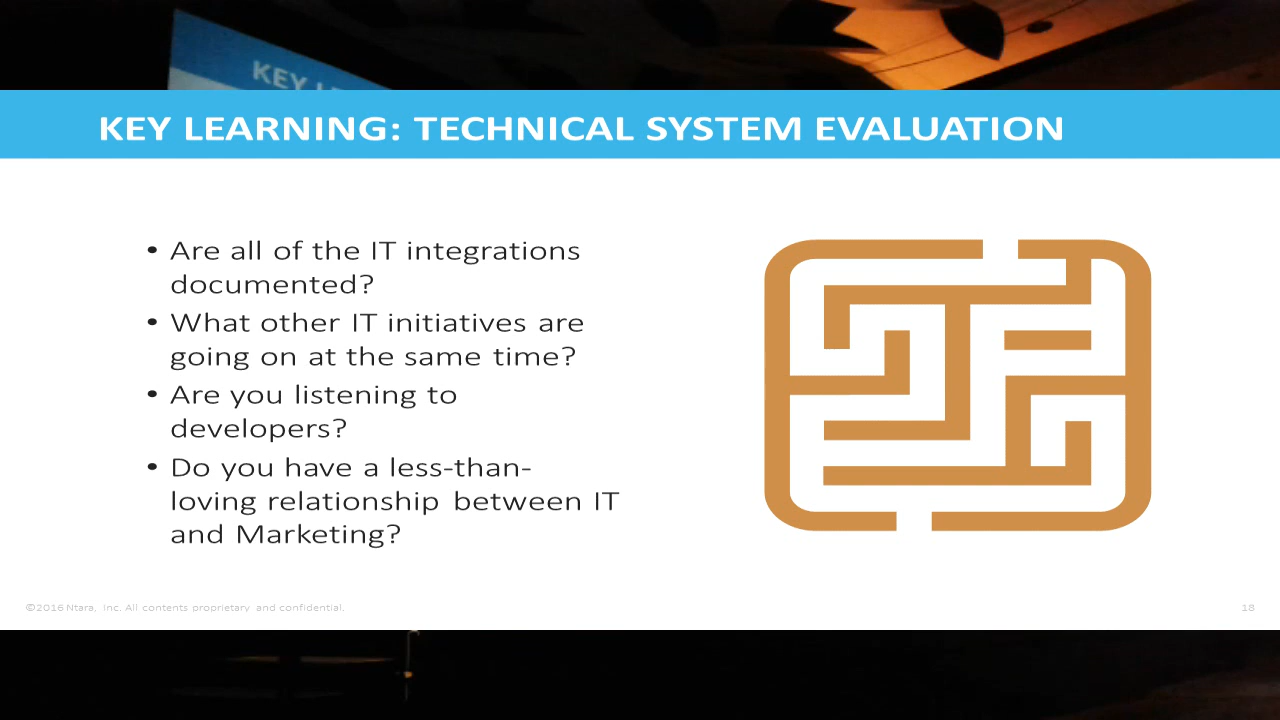 KEY LE
KEY LEARNING: TECHNICAL SYSTEM EVALUATION
• Are all of the IT integrations
documented?
• What other IT initiatives are
going on at the same time?
• Are you listening to
developers?
• Do you have a less-than-
loving relationship between IT
and Marketing?
©2016 Ntara, Inc. All contents proprietary and confidential.
18